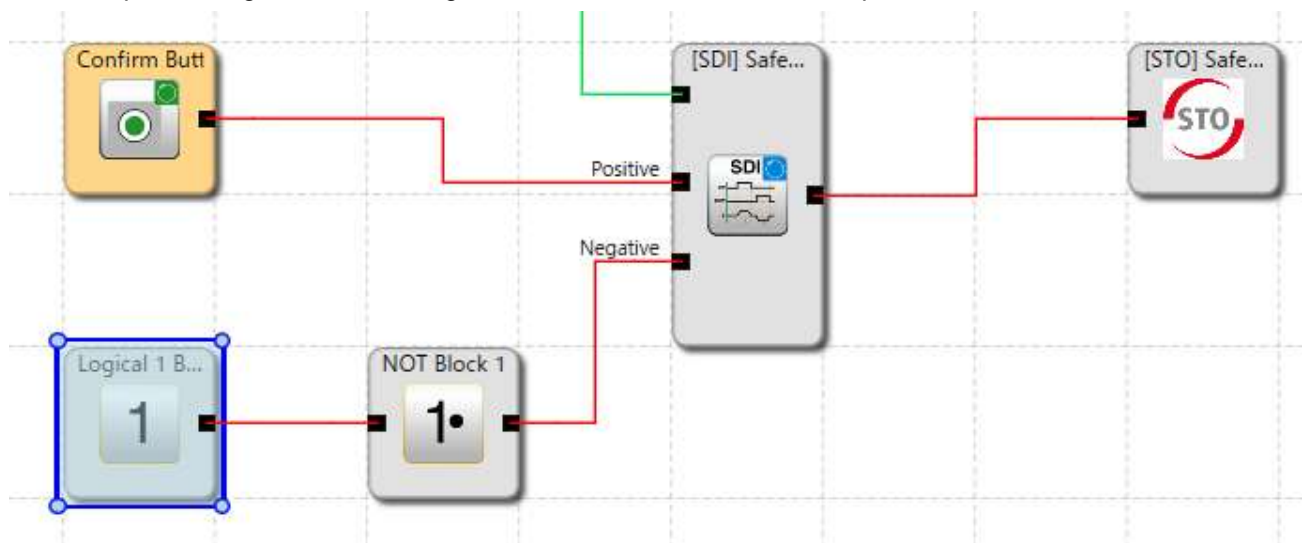 Confirm Butt
[SDI] Safe...
[STO] Safe...
STO
Positive
SDI
Negative
Logical 1 B...
NOT Block 1
1
1•